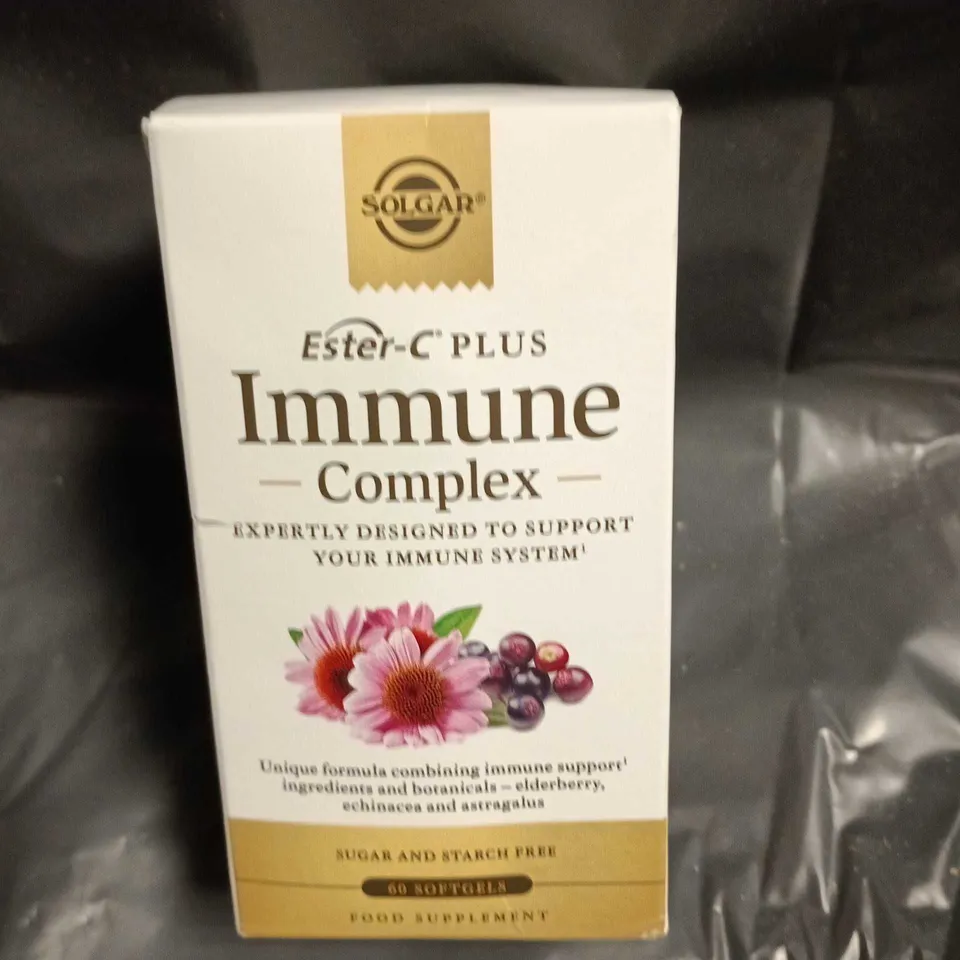 SOLGAR®
Ester-C® PLUS
Immune
Complex
EXPERTLY DESIGNED TO SUPPORT
YOUR IMMUNE SYSTEM¹
Unique formula combining immune support¹
ingredients and botanicals – elderberry,
echinacea and astragalus
SUGAR AND STARCH FREE
60 SOFTGELS
FOOD SUPPLEMENT